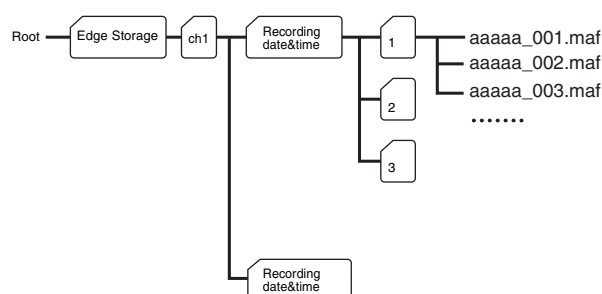 Root
Edge Storage
ch1
Recording
date&time
1
aaaaa_001.maf
aaaaa_002.maf
aaaaa_003.maf
.......
2
3
Recording
date&time